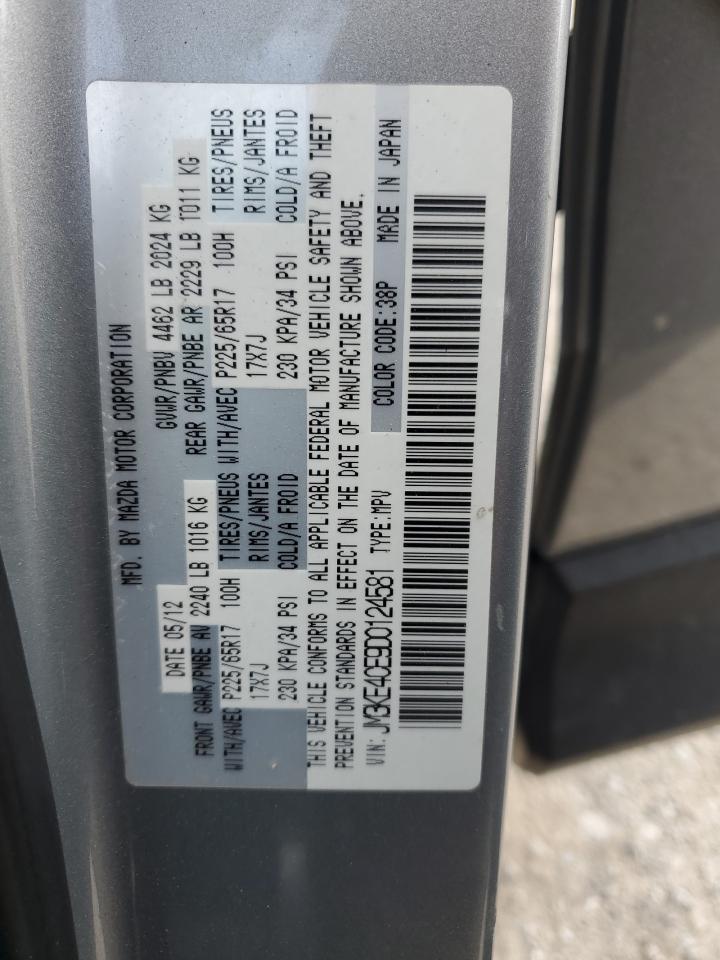 MFD. BY MAZDA MOTOR CORPORATION
DATE 05/12 GVWR/PNBV 4462 LB 2024 KG
FRONT GAWR/PNBE AV 2240 LB 1016 KG REAR GAWR/PNBE AR 2229 LB 1011 KG
WITH/AVEC P225/65R17 100H TIRES/PNEUS WITH/AVEC P225/65R17 100H TIRES/PNEUS
17X7J RIMS/JANTES 17X7J RIMS/JANTES
230 KPA/34 PSI COLD/A FROID 230 KPA/34 PSI COLD/A FROID
THIS VEHICLE CONFORMS TO ALL APPLICABLE FEDERAL MOTOR VEHICLE SAFETY AND THEFT
PREVENTION STANDARDS IN EFFECT ON THE DATE OF MANUFACTURE SHOWN ABOVE.
VIN: JM3KE4CE9D0124581 TYPE:MPV COLOR CODE:38P MADE IN JAPAN